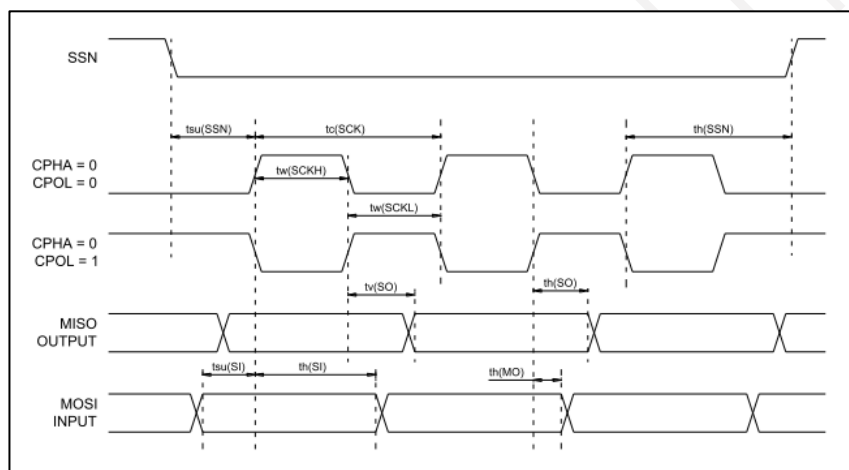 SSN
tsu(SSN)
tc(SCK)
th(SSN)
CPHA = 0
CPOL = 0
tw(SCKH)
tw(SCKL)
CPHA = 0
CPOL = 1
tv(SO)
th(SO)
MISO
OUTPUT
tsu(SI)
th(SI)
th(MO)
MOSI
INPUT